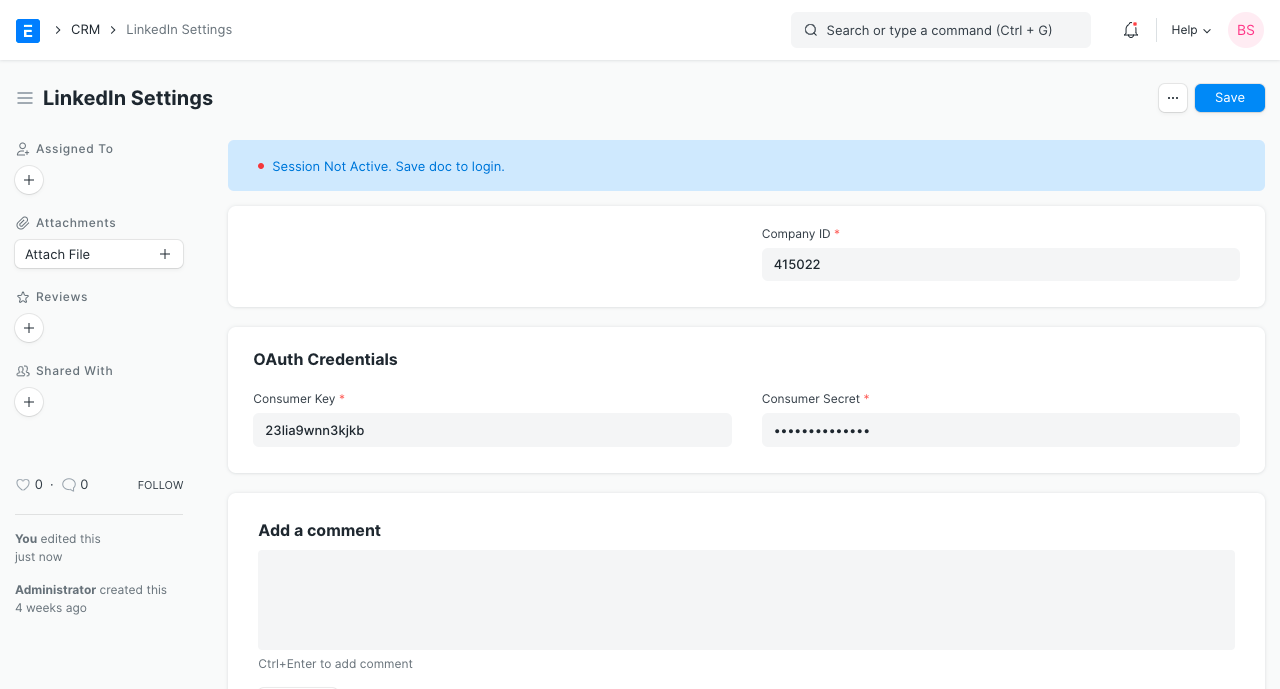 E CRM LinkedIn Settings
Search or type a command (Ctrl + G)
Help
BS
LinkedIn Settings
...
Save
Assigned To
Attachments
Attach File
Reviews
Shared With
0 · 0 FOLLOW
You edited this
just now
Administrator created this
4 weeks ago
Session Not Active. Save doc to login.
Company ID *
415022
OAuth Credentials
Consumer Key *
23lia9wnn3kjkb
Consumer Secret *
••••••••••••••
Add a comment
Ctrl+Enter to add comment